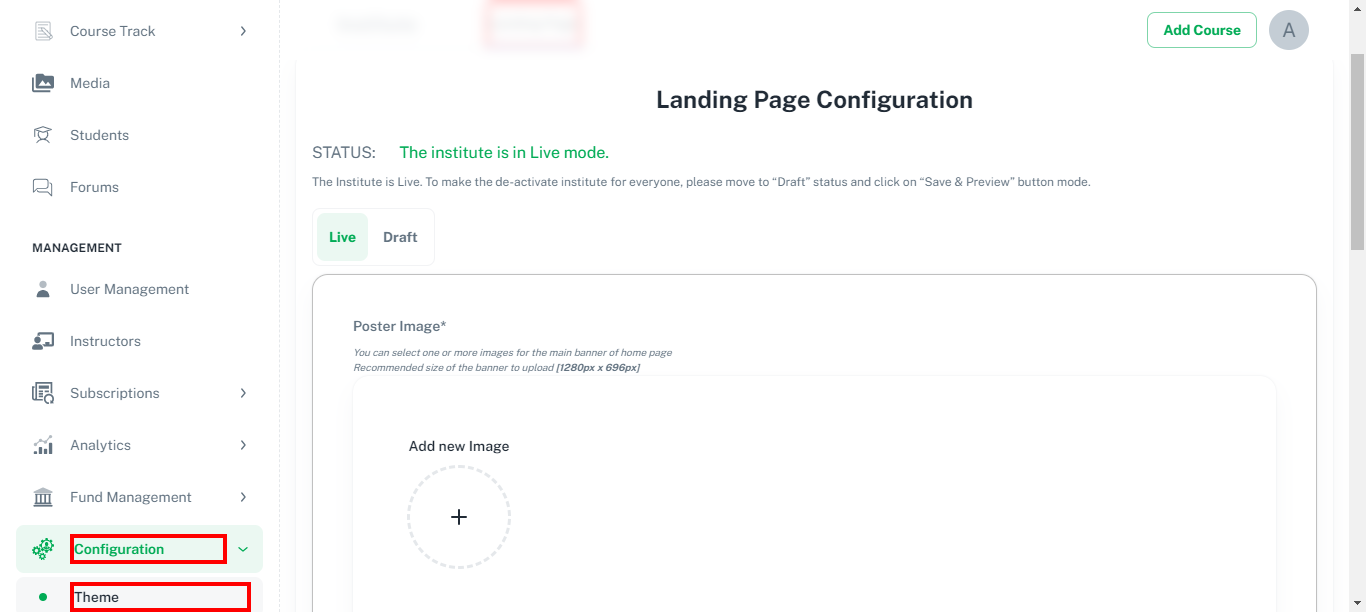 Course Track
Media
Students
Forums
MANAGEMENT
User Management
Instructors
Subscriptions
Analytics
Fund Management
Configuration
Theme
Add Course
A
Landing Page Configuration
STATUS: The institute is in Live mode.
The Institute is Live. To make the de-activate institute for everyone, please move to “Draft” status and click on “Save & Preview” button mode.
Live Draft
Poster Image*
You can select one or more images for the main banner of home page
Recommended size of the banner to upload [1280px x 696px]
Add new Image